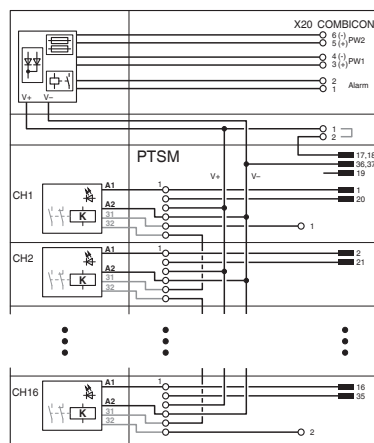 X20 COMBICON
6 (-) PW2
5 (+)
4 (-) PW1
3 (+)
2 Alarm
1
V+ V–
1
2
PTSM
17,18
36,37
19
V+ V–
CH1
A1
A2
31
32
K
1
1
20
1
CH2
A1
A2
31
32
K
1
2
21
CH16
A1
A2
31
32
K
1
16
35
2